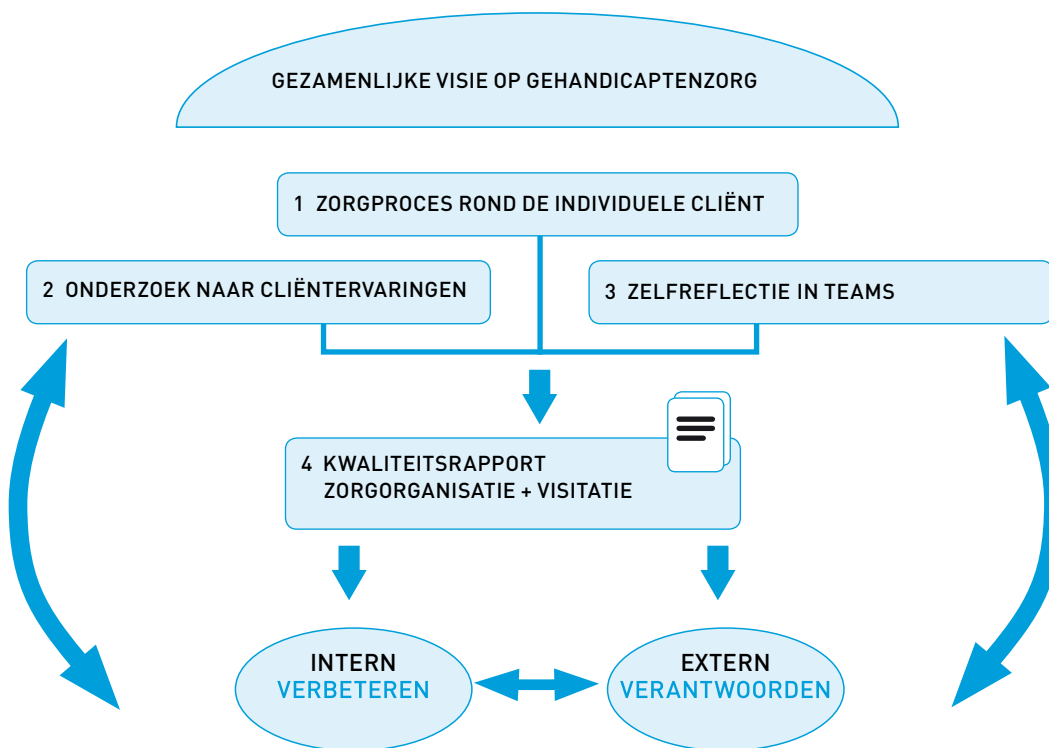 GEZAMENLIJKE VISIE OP GEHANDICAPTENZORG
1 ZORGPROCES ROND DE INDIVIDUELE CLIËNT
2 ONDERZOEK NAAR CLIËNTERVARINGEN
3 ZELFREFLECTIE IN TEAMS
4 KWALITEITSRAPPORT
ZORGORGANISATIE + VISITATIE
INTERN
VERBETEREN
EXTERN
VERANTWOORDEN